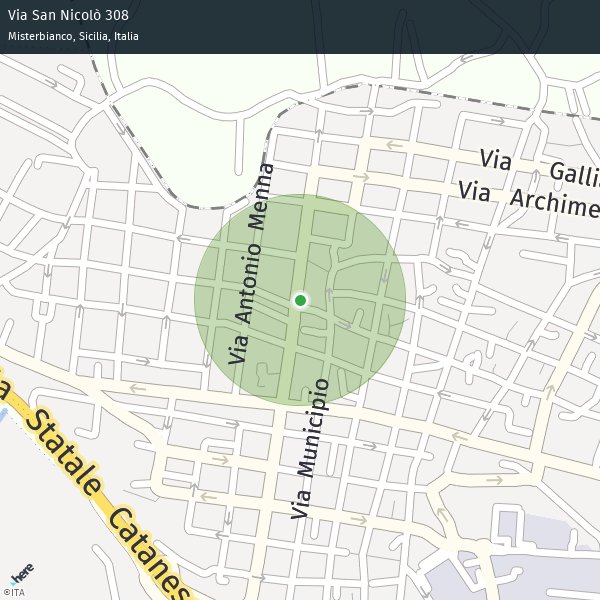 Via San Nicolò 308
Misterbianco, Sicilia, Italia
Via Galli
Via Archime
Via Antonio Menna
Via Municipio
a Statale Catanes
here
©ITA